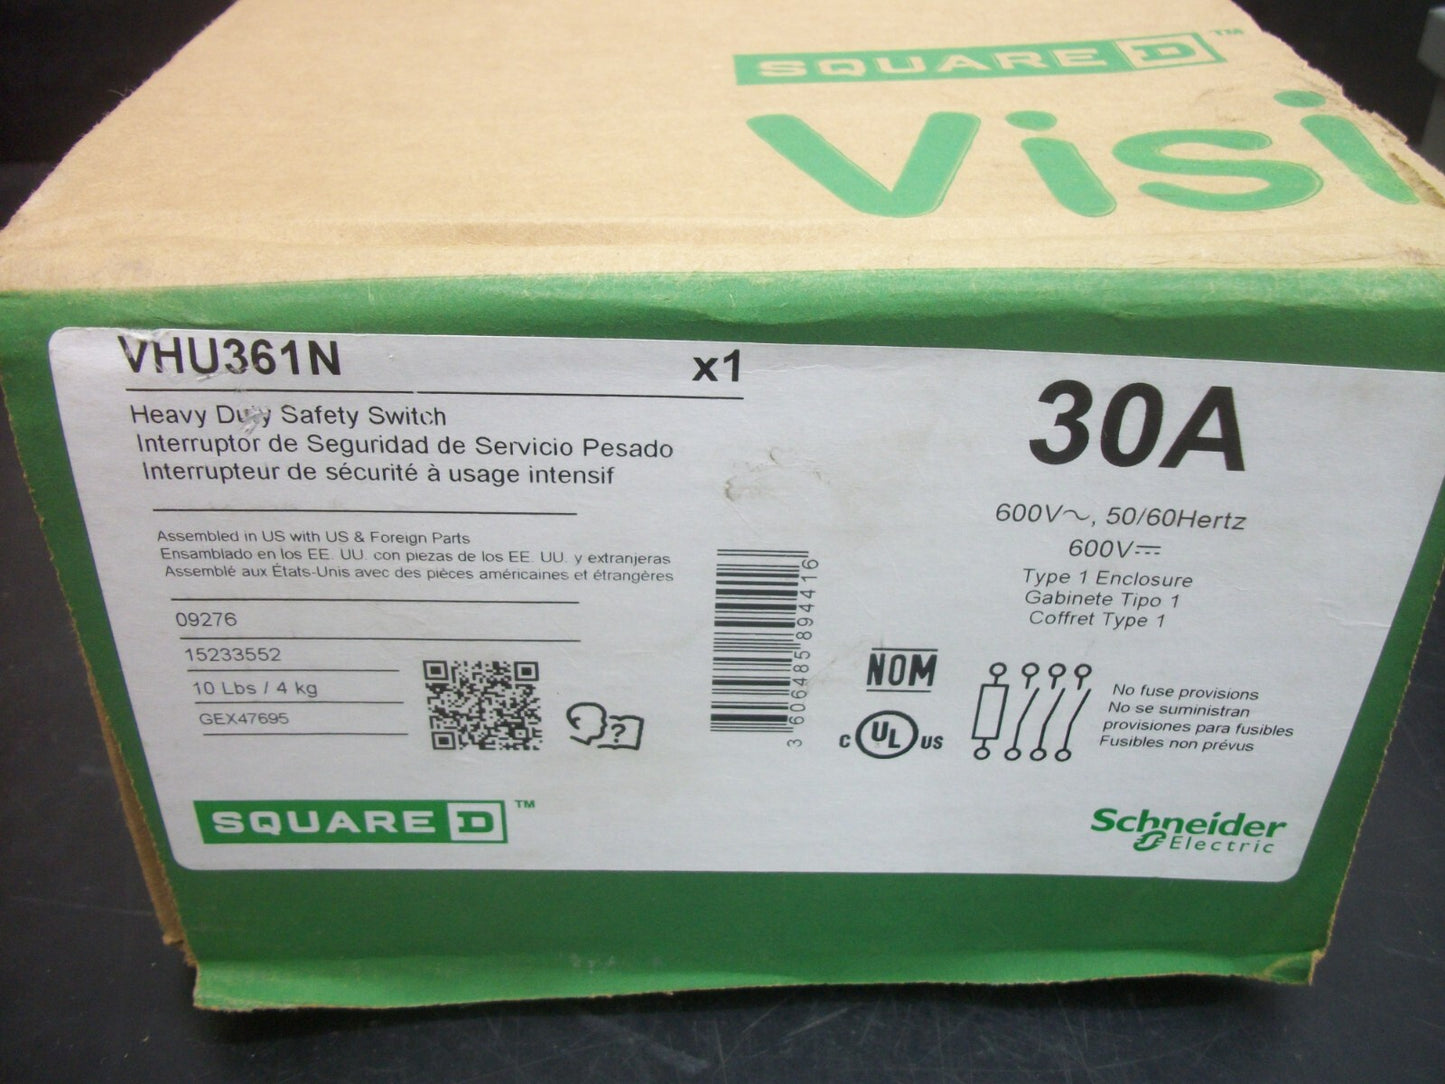 SQUARE D™
Visi
VHU361N x1
Heavy Duty Safety Switch
Interruptor de Seguridad de Servicio Pesado
Interrupteur de sécurité à usage intensif
Assembled in US with US & Foreign Parts
Ensamblado en los EE. UU. con piezas de los EE. UU. y extranjeras
Assemblé aux États-Unis avec des pièces américaines et étrangères
09276
15233552
10 Lbs / 4 kg
GEX47695
?
3 606485 894416
30A
600V~, 50/60Hertz
600V⎓
Type 1 Enclosure
Gabinete Tipo 1
Coffret Type 1
NOM
C UL US
No fuse provisions
No se suministran
provisiones para fusibles
Fusibles non prévus
SQUARE D™
Schneider
Electric